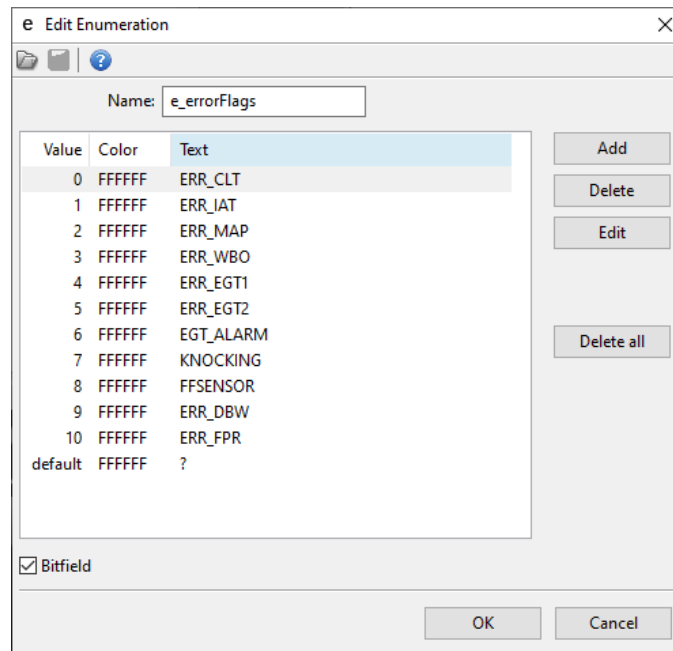 e Edit Enumeration
Name: e_errorFlags
Value Color Text
0 FFFFFF ERR_CLT
1 FFFFFF ERR_IAT
2 FFFFFF ERR_MAP
3 FFFFFF ERR_WBO
4 FFFFFF ERR_EGT1
5 FFFFFF ERR_EGT2
6 FFFFFF EGT_ALARM
7 FFFFFF KNOCKING
8 FFFFFF FFSENSOR
9 FFFFFF ERR_DBW
10 FFFFFF ERR_FPR
default FFFFFF ?
Add
Delete
Edit
Delete all
Bitfield
OK Cancel